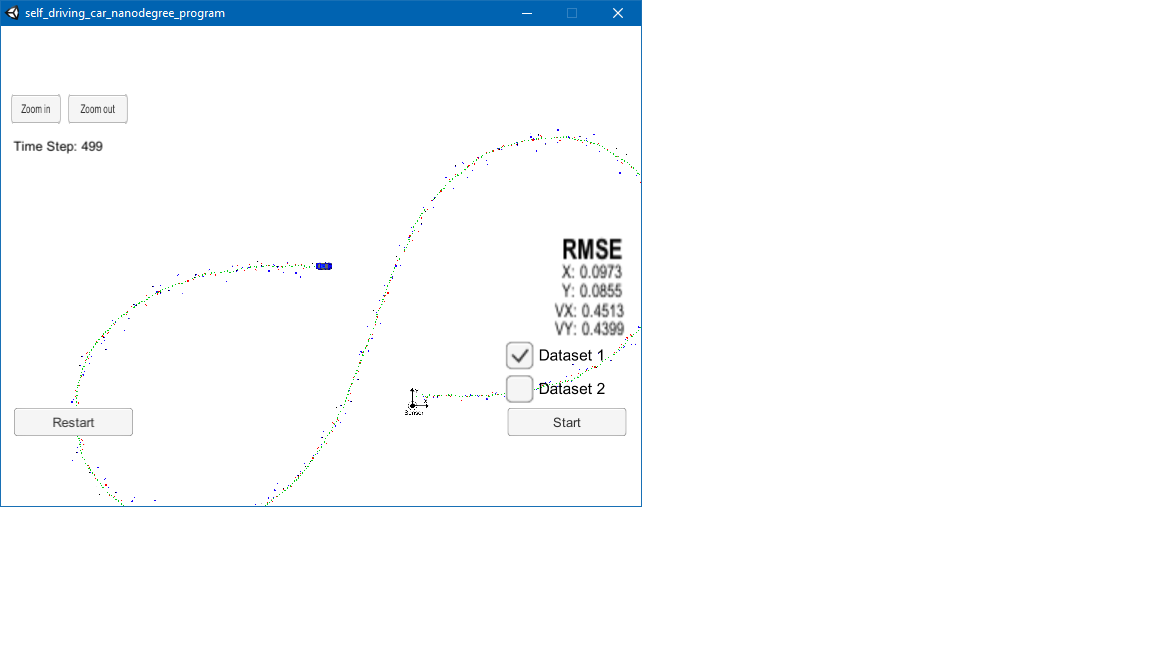 self_driving_car_nanodegree_program
Zoom in
Zoom out
Time Step: 499
RMSE
X: 0.0973
Y: 0.0855
VX: 0.4513
VY: 0.4399
Dataset 1
Dataset 2
Sensor
Restart
Start